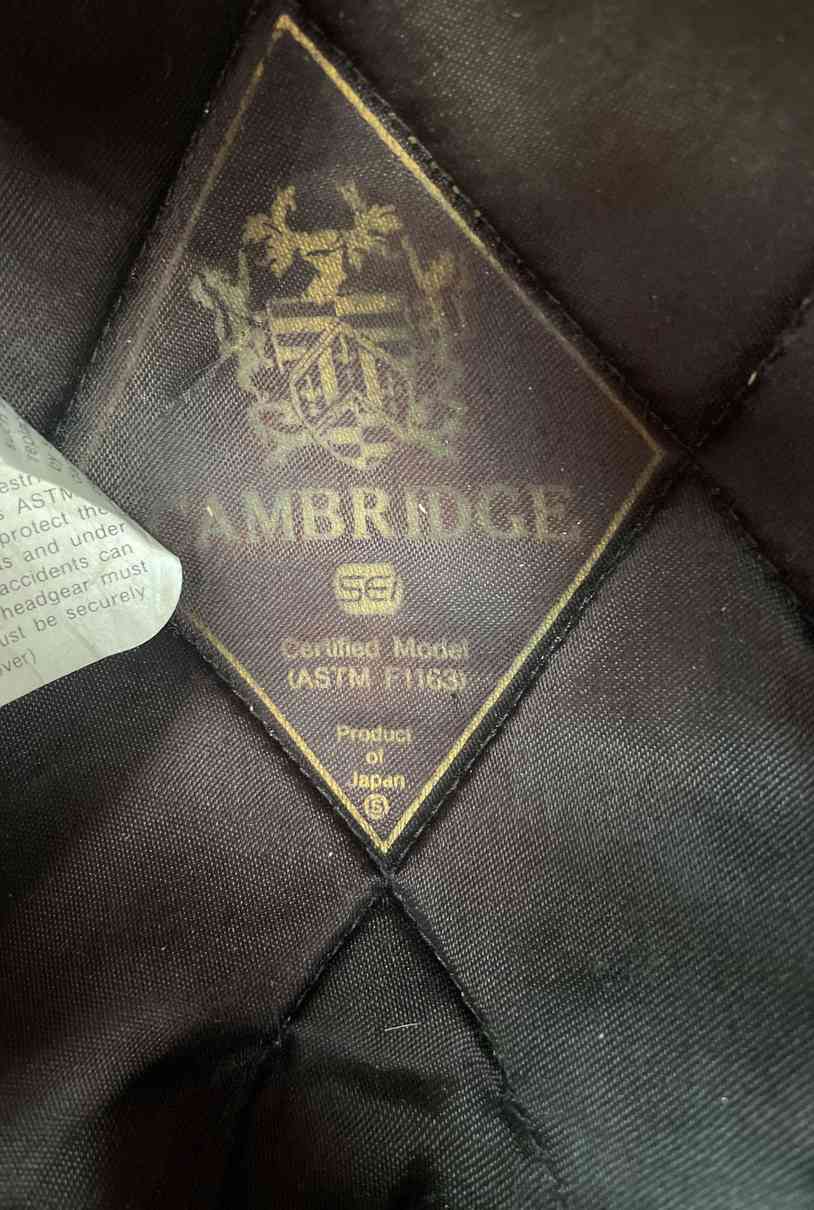 AMBRIDGE
SEI
Certified Model
(ASTM F1163)
Product
of
Japan
S
estri
ASTM
protect the
and under
accidents can
headgear must
ust be securely
ver)